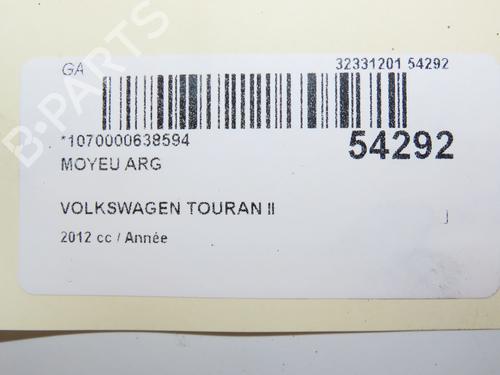 GA 32331201 54292
*1070000638594 54292
MOYEU ARG
VOLKSWAGEN TOURAN II
2012 cc / Année
B-PARTS